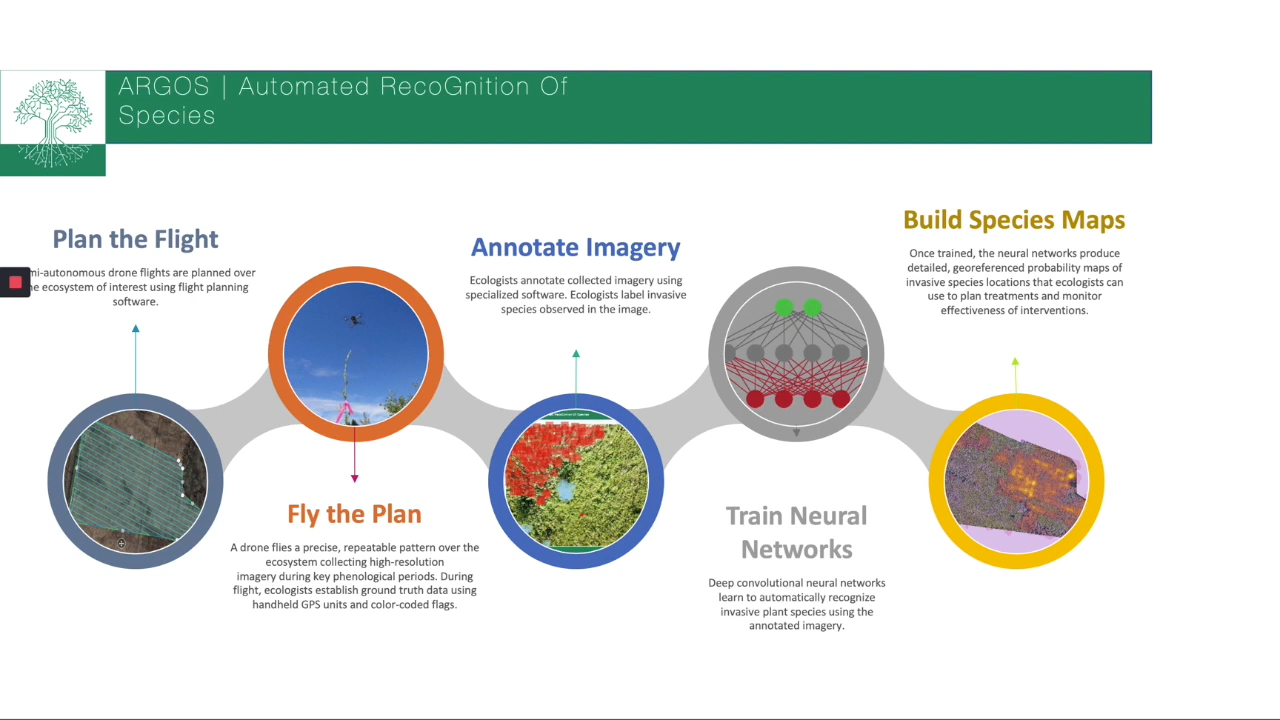 ARGOS | Automated RecoGnition Of
Species
Plan the Flight
autonomous drone flights are planned over
ecosystem of interest using flight planning
software.
Fly the Plan
A drone flies a precise, repeatable pattern over the
ecosystem collecting high-resolution
imagery during key phenological periods. During
flight, ecologists establish ground truth data using
handheld GPS units and color-coded flags.
Annotate Imagery
Ecologists annotate collected imagery using
specialized software. Ecologists label invasive
species observed in the image.
Train Neural
Networks
Deep convolutional neural networks
learn to automatically recognize
invasive plant species using the
annotated imagery.
Build Species Maps
Once trained, the neural networks produce
detailed, georeferenced probability maps of
invasive species locations that ecologists can
use to plan treatments and monitor
effectiveness of interventions.